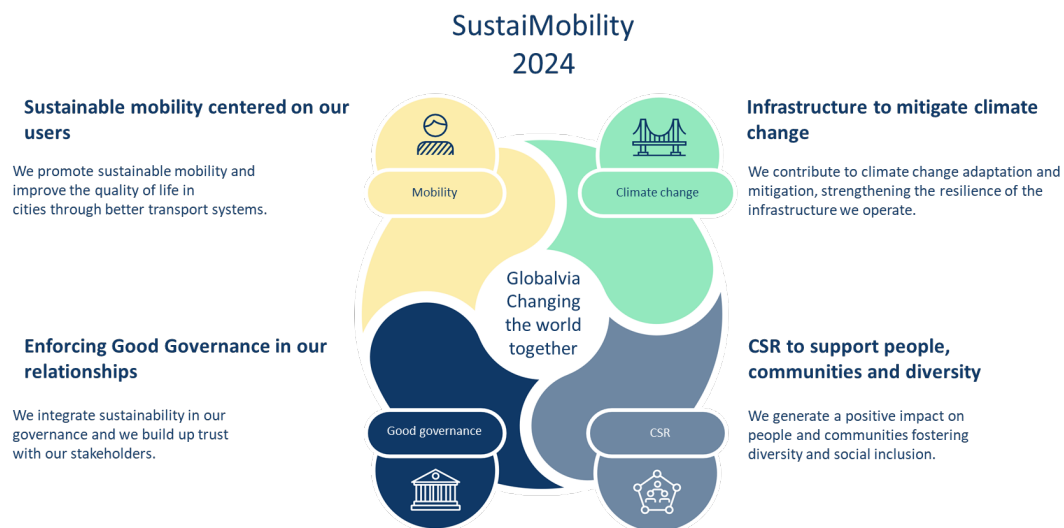 SustaiMobility
2024
Sustainable mobility centered on our
users
We promote sustainable mobility and
improve the quality of life in
cities through better transport systems.
Mobility
Climate change
Infrastructure to mitigate climate
change
We contribute to climate change adaptation and
mitigation, strengthening the resilience of the
infrastructure we operate.
Globalvia
Changing
the world
together
Enforcing Good Governance in our
relationships
We integrate sustainability in our
governance and we build up trust
with our stakeholders.
Good governance
CSR
CSR to support people,
communities and diversity
We generate a positive impact on
people and communities fostering
diversity and social inclusion.